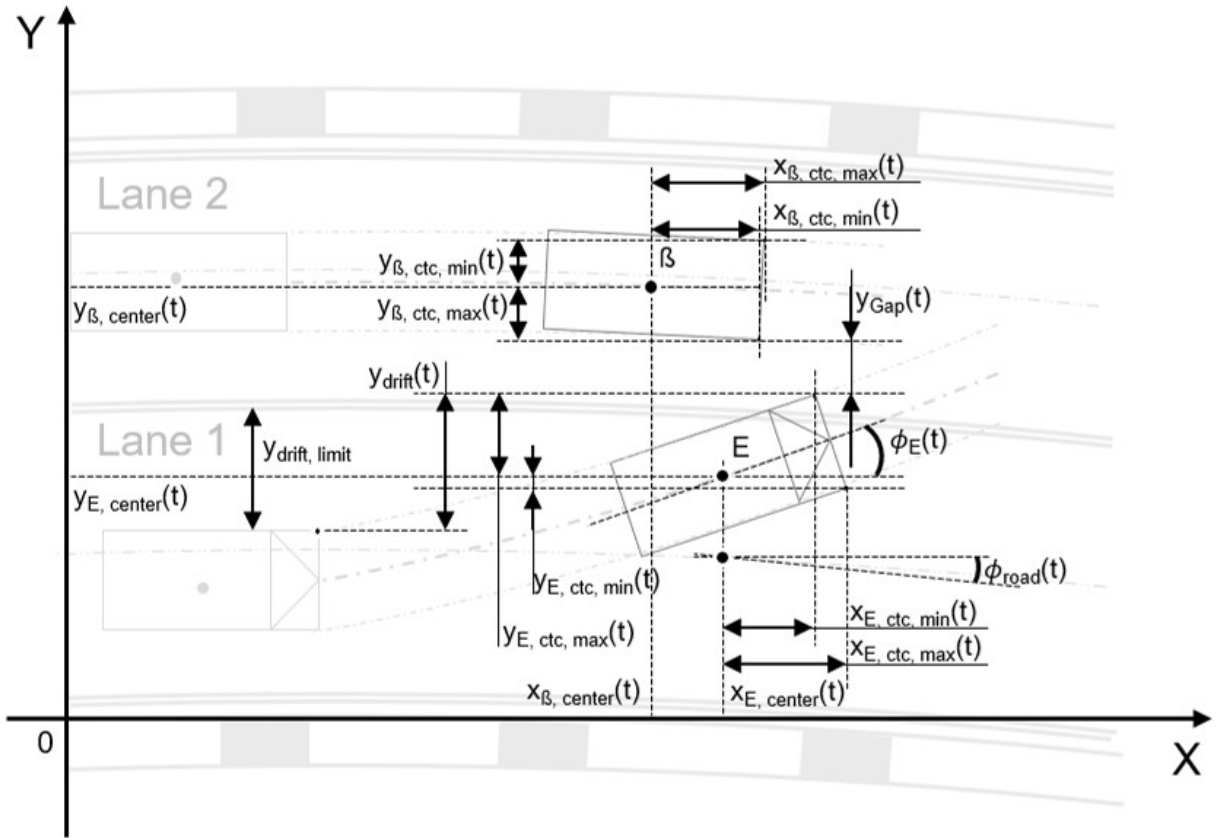 Y
Lane 2
xß, ctc, max(t)
xß, ctc, min(t)
ß
yß, ctc, min(t)
yß, center(t)
yß, ctc, max(t)
yGap(t)
ydrift(t)
Lane 1
ydrift, limit
E
ϕE(t)
yE, center(t)
yE, ctc, min(t)
ϕroad(t)
yE, ctc, max(t)
xE, ctc, min(t)
xE, ctc, max(t)
xß, center(t)
xE, center(t)
0
X